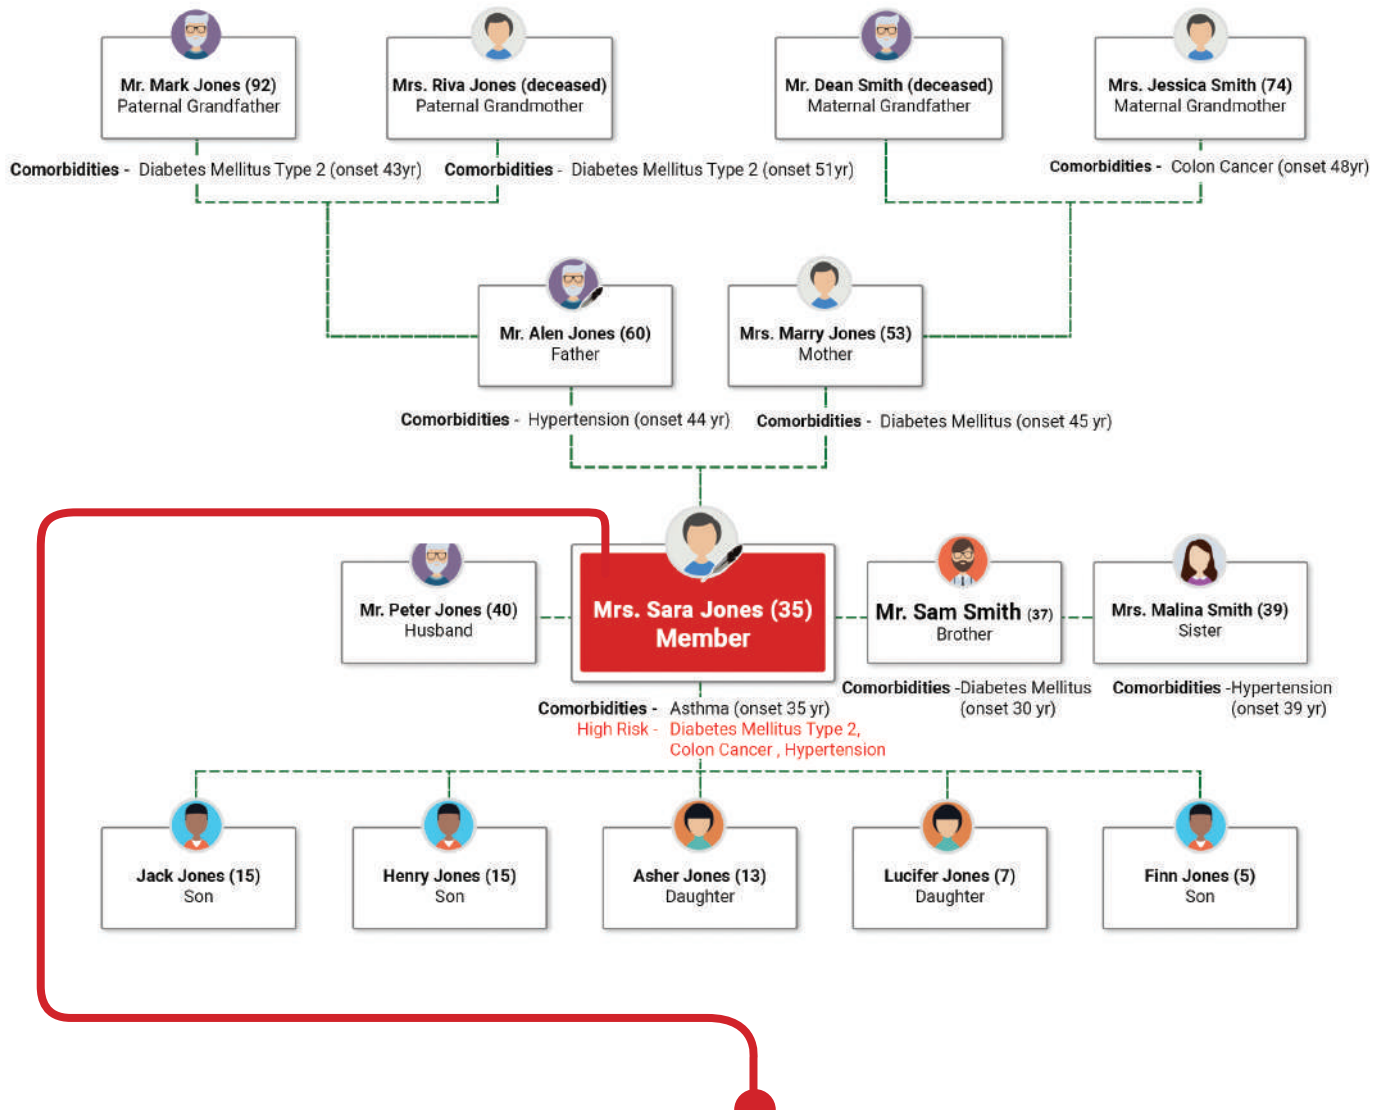 Mr. Mark Jones (92)
Paternal Grandfather
Mrs. Riva Jones (deceased)
Paternal Grandmother
Mr. Dean Smith (deceased)
Maternal Grandfather
Mrs. Jessica Smith (74)
Maternal Grandmother
Comorbidities - Diabetes Mellitus Type 2 (onset 43yr)
Comorbidities - Diabetes Mellitus Type 2 (onset 51yr)
Comorbidities - Colon Cancer (onset 48yr)
Mr. Alen Jones (60)
Father
Mrs. Marry Jones (53)
Mother
Comorbidities - Hypertension (onset 44 yr)
Comorbidities - Diabetes Mellitus (onset 45 yr)
Mr. Peter Jones (40)
Husband
Mrs. Sara Jones (35)
Member
Mr. Sam Smith (37)
Brother
Mrs. Malina Smith (39)
Sister
Comorbidities - Asthma (onset 35 yr)
High Risk - Diabetes Mellitus Type 2,
Colon Cancer , Hypertension
Comorbidities -Diabetes Mellitus
(onset 30 yr)
Comorbidities -Hypertension
(onset 39 yr)
Jack Jones (15)
Son
Henry Jones (15)
Son
Asher Jones (13)
Daughter
Lucifer Jones (7)
Daughter
Finn Jones (5)
Son